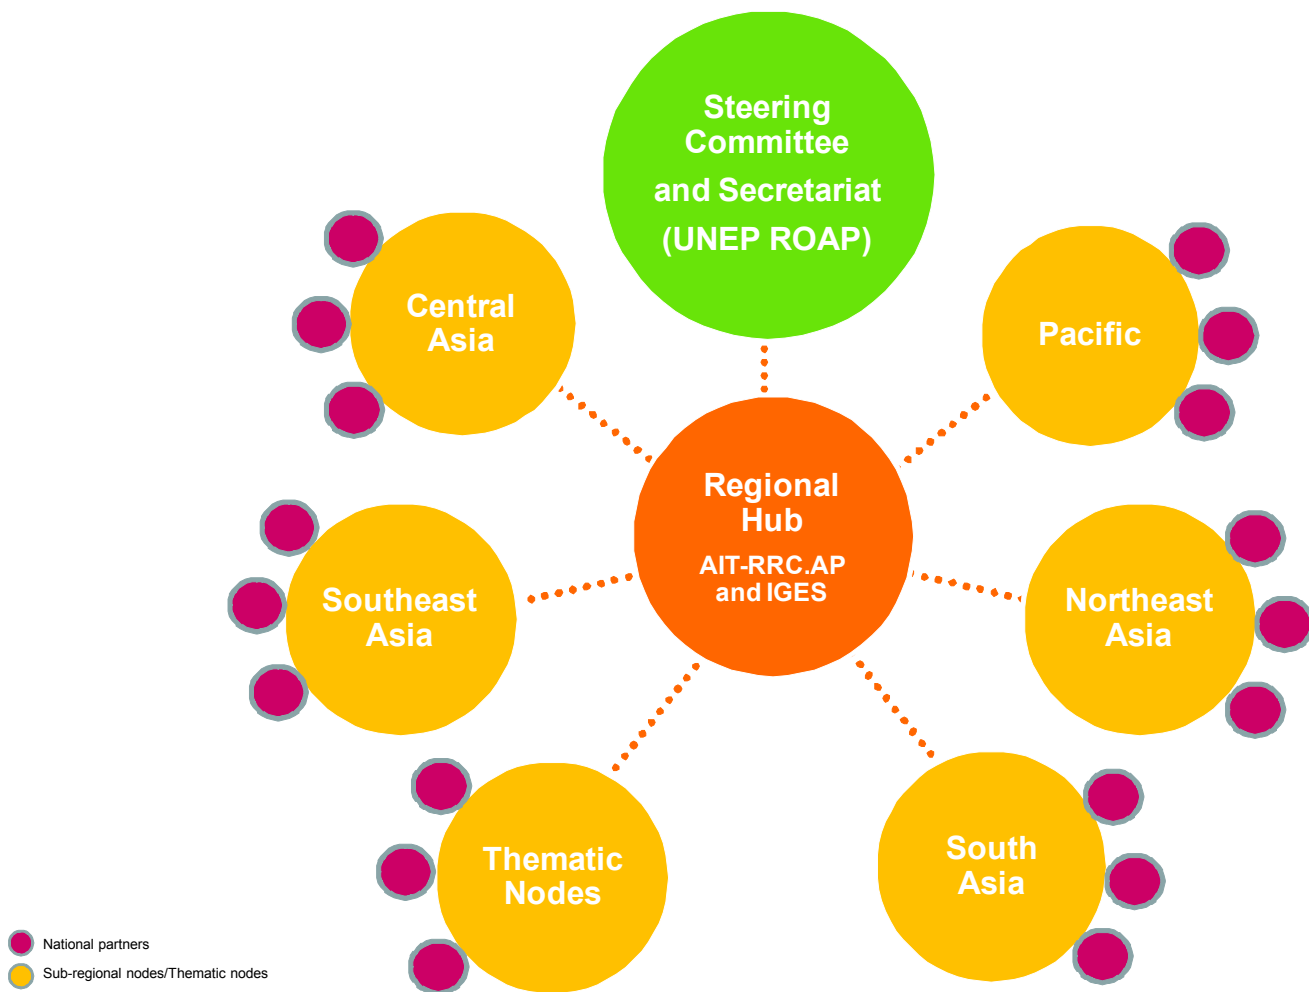 Steering
Committee
and Secretariat
(UNEP ROAP)
Central
Asia
Pacific
Regional
Hub
AIT-RRC.AP
and IGES
Southeast
Asia
Northeast
Asia
Thematic
Nodes
South
Asia
National partners
Sub-regional nodes/Thematic nodes